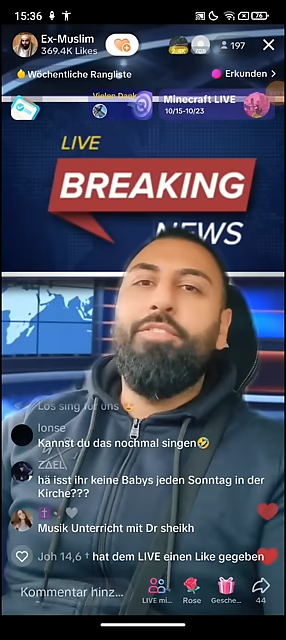 15:36
76
Ex-Muslim
369.4K Likes
197
Wöchentliche Rangliste
Erkunden >
Vielen Dank
Minecraft LIVE
10/15-10/23
LIVE
BREAKING
NEWS
Los sing für uns
Ionse
Kannst du das nochmal singen
ZΔEL
hä isst ihr keine Babys jeden Sonntag in der
Kirche???
Musik Unterricht mit Dr sheikh
Joh 14,6 † hat dem LIVE einen Like gegeben
Kommentar hinz...
LIVE mi...
Rose
Gesche...
44